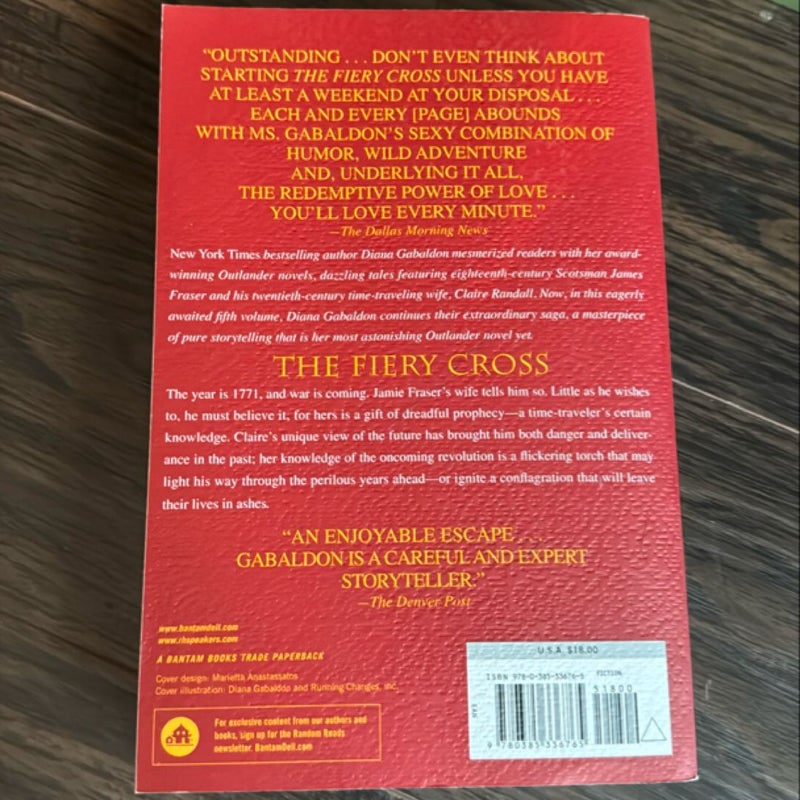 “OUTSTANDING . . . DON’T EVEN THINK ABOUT
STARTING THE FIERY CROSS UNLESS YOU HAVE
AT LEAST A WEEKEND AT YOUR DISPOSAL . . .
EACH AND EVERY [PAGE] ABOUNDS
WITH MS. GABALDON’S SEXY COMBINATION OF
HUMOR, WILD ADVENTURE
AND, UNDERLYING IT ALL,
THE REDEMPTIVE POWER OF LOVE . . .
YOU’LL LOVE EVERY MINUTE.”
—The Dallas Morning News
New York Times bestselling author Diana Gabaldon mesmerized readers with her award-
winning Outlander novels, dazzling tales featuring eighteenth-century Scotsman James
Fraser and his twentieth-century time-traveling wife, Claire Randall. Now, in this eagerly
awaited fifth volume, Diana Gabaldon continues their extraordinary saga, a masterpiece
of pure storytelling that is her most astonishing Outlander novel yet.
THE FIERY CROSS
The year is 1771, and war is coming. Jamie Fraser’s wife tells him so. Little as he wishes
to, he must believe it, for hers is a gift of dreadful prophecy—a time-traveler’s certain
knowledge. Claire’s unique view of the future has brought him both danger and deliver-
ance in the past; her knowledge of the oncoming revolution is a flickering torch that may
light his way through the perilous years ahead—or ignite a conflagration that will leave
their lives in ashes.
“AN ENJOYABLE ESCAPE . . .
GABALDON IS A CAREFUL AND EXPERT
STORYTELLER.”
—The Denver Post
www.bantamdell.com
www.rhspeakers.com
A BANTAM BOOKS TRADE PAPERBACK
Cover design: Marietta Anastassatos
Cover illustration: Diana Gabaldon and Running Changes, Inc.
For exclusive content from our authors and
books, sign up for the Random Reads
newsletter. BantamDell.com
U.S.A. $18.00
ISBN 978-0-385-33676-5 FICTION
51800
EAN
9 780385 336765